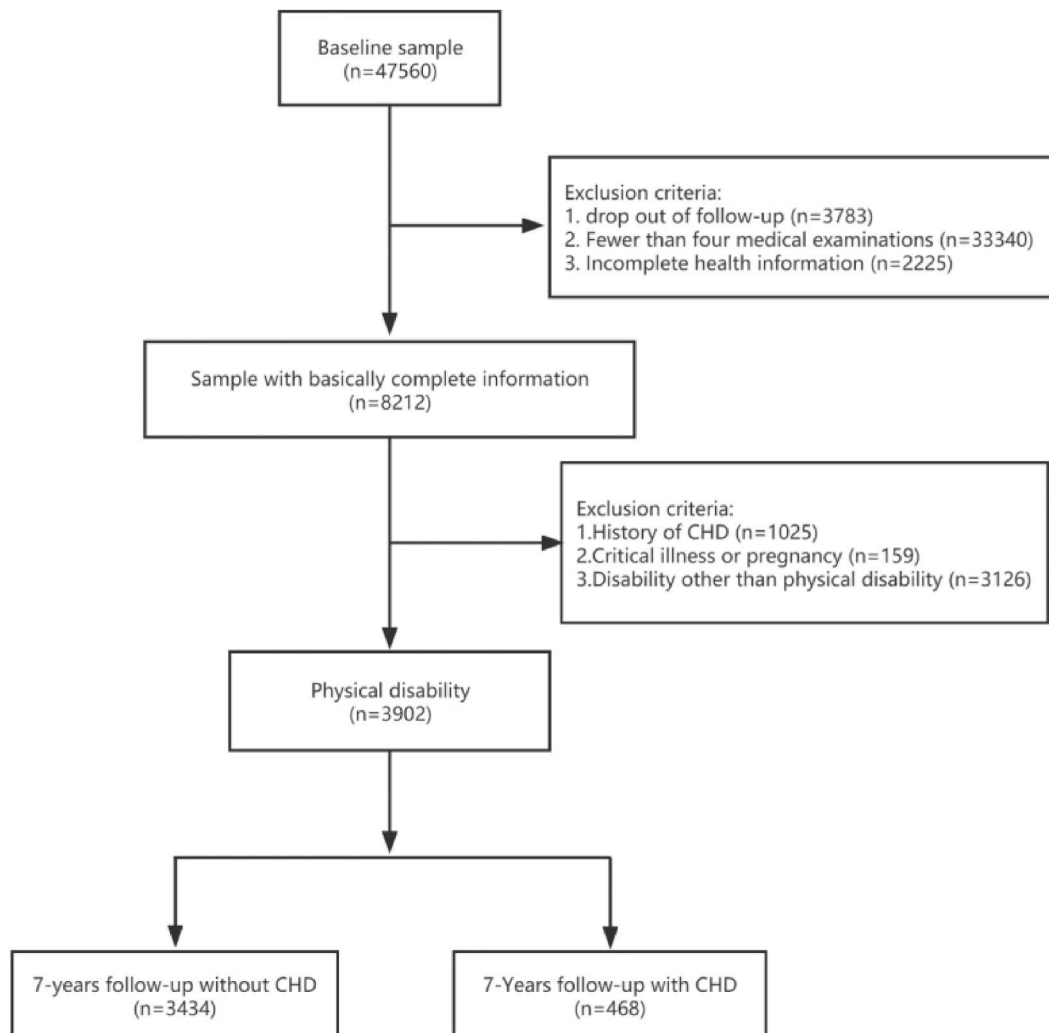 Baseline sample
(n=47560)
Exclusion criteria:
1. drop out of follow-up (n=3783)
2. Fewer than four medical examinations (n=33340)
3. Incomplete health information (n=2225)
Sample with basically complete information
(n=8212)
Exclusion criteria:
1.History of CHD (n=1025)
2.Critical illness or pregnancy (n=159)
3.Disability other than physical disability (n=3126)
Physical disability
(n=3902)
7-years follow-up without CHD
(n=3434)
7-Years follow-up with CHD
(n=468)